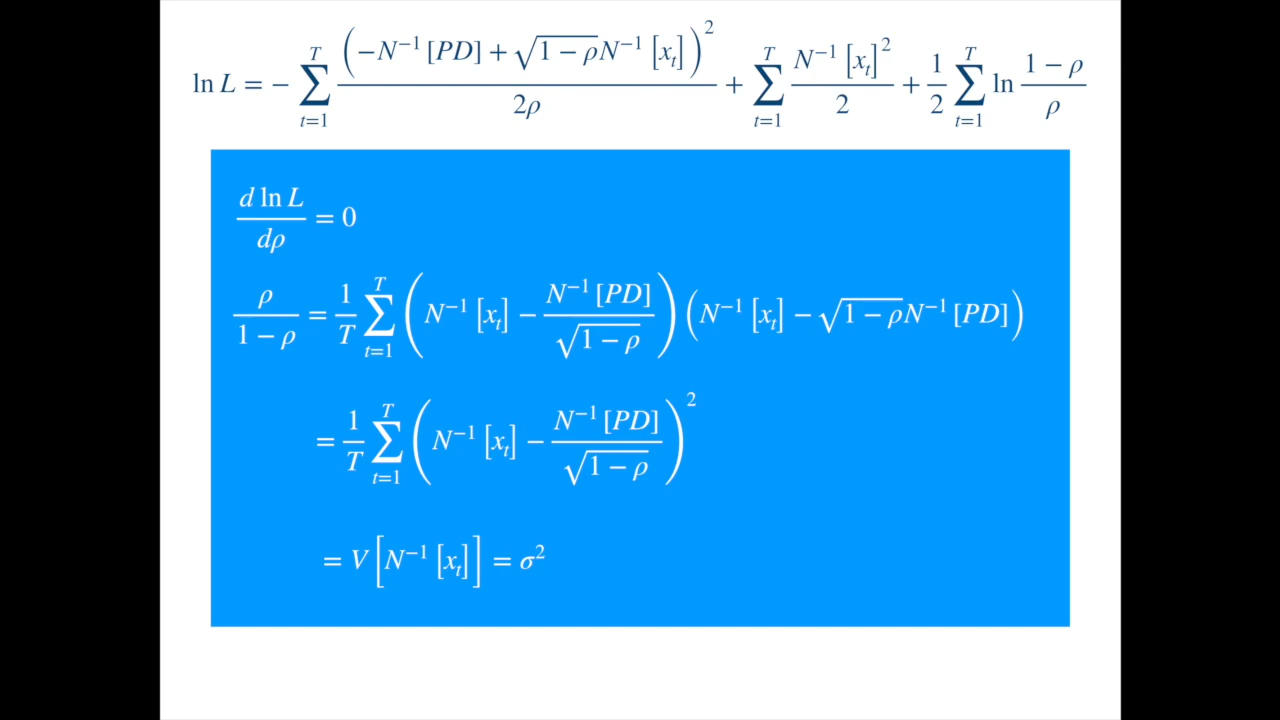 ln L = − ∑_{t=1}^{T} (−N⁻¹ [PD] + √(1 − ρ) N⁻¹ [x_t])² / 2ρ + ∑_{t=1}^{T} N⁻¹ [x_t]² / 2 + 1/2 ∑_{t=1}^{T} ln (1 − ρ)/ρ
d ln L / dρ = 0
ρ / (1 − ρ) = 1/T ∑_{t=1}^{T} (N⁻¹ [x_t] − N⁻¹ [PD] / √(1 − ρ)) (N⁻¹ [x_t] − √(1 − ρ) N⁻¹ [PD])
= 1/T ∑_{t=1}^{T} (N⁻¹ [x_t] − N⁻¹ [PD] / √(1 − ρ))²
= V [N⁻¹ [x_t]] = σ²